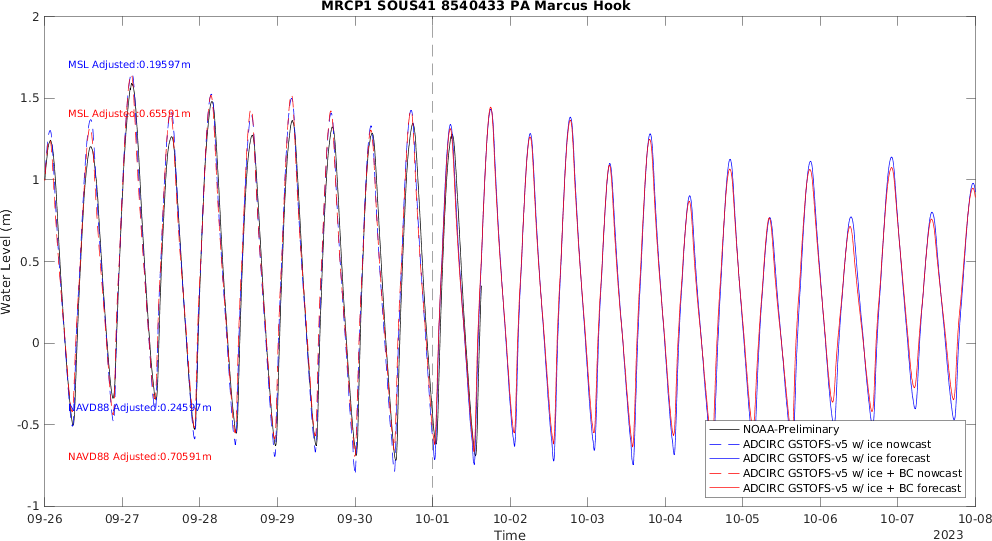 MRCP1 SOUS41 8540433 PA Marcus Hook
2
1.5
1
0.5
0
-0.5
-1
Water Level (m)
MSL Adjusted:0.19597m
MSL Adjusted:0.65591m
NAVD88 Adjusted:0.24597m
NAVD88 Adjusted:0.70591m
NOAA-Preliminary
ADCIRC GSTOFS-v5 w/ ice nowcast
ADCIRC GSTOFS-v5 w/ ice forecast
ADCIRC GSTOFS-v5 w/ ice + BC nowcast
ADCIRC GSTOFS-v5 w/ ice + BC forecast
09-26 09-27 09-28 09-29 09-30 10-01 10-02 10-03 10-04 10-05 10-06 10-07 10-08
Time
2023